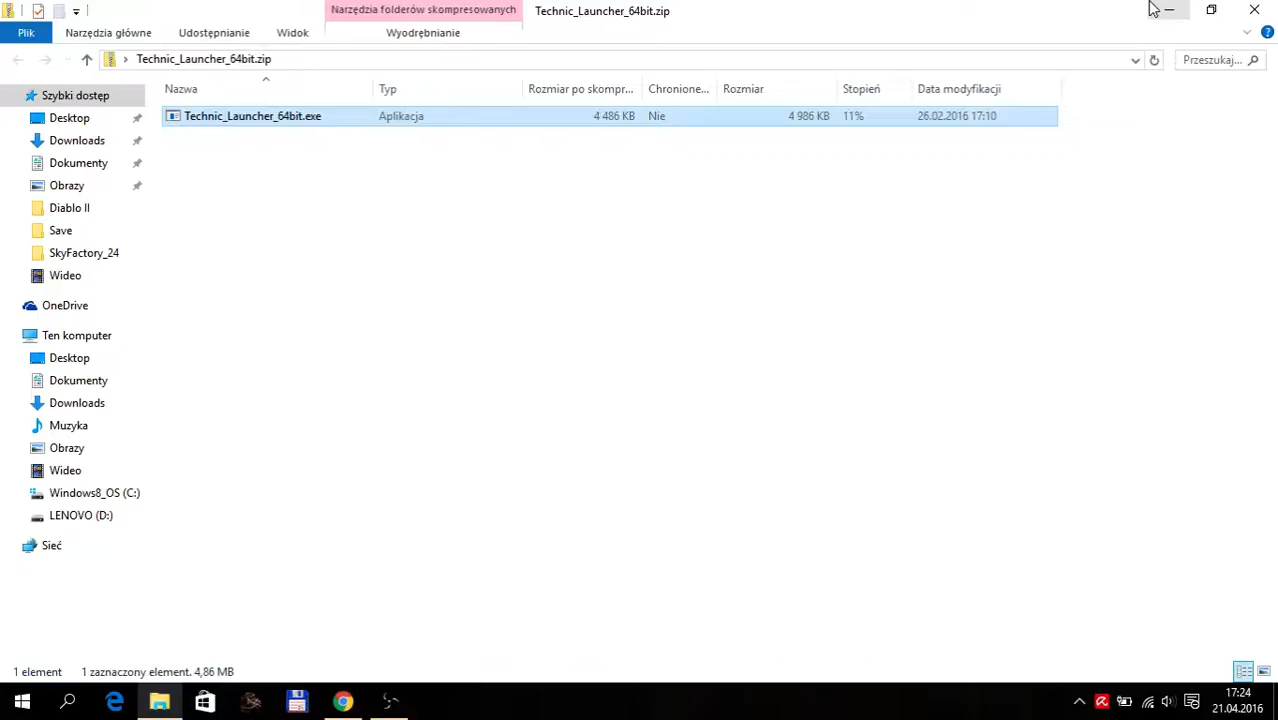 Narzędzia folderów skompresowanych
Technic_Launcher_64bit.zip
Plik
Narzędzia główne
Udostępnianie
Widok
Wyodrębnianie
Technic_Launcher_64bit.zip
Przeszukaj...
Nazwa
Typ
Rozmiar po skompr...
Chronione...
Rozmiar
Stopień
Data modyfikacji
Technic_Launcher_64bit.exe
Aplikacja
4 486 KB
Nie
4 986 KB
11%
26.02.2016 17:10
Szybki dostęp
Desktop
Downloads
Dokumenty
Obrazy
Diablo II
Save
SkyFactory_24
Wideo
OneDrive
Ten komputer
Desktop
Dokumenty
Downloads
Muzyka
Obrazy
Wideo
Windows8_OS (C:)
LENOVO (D:)
Sieć
1 element
1 zaznaczony element. 4,86 MB
17:24
21.04.2016